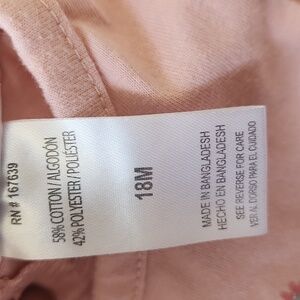 RN # 167639
58% COTTON / ALGODÓN
42% POLYESTER / POLIÉSTER
18M
MADE IN BANGLADESH
HECHO EN BANGLADESH
SEE REVERSE FOR CARE
VER AL DORSO PARA EL CUIDADO